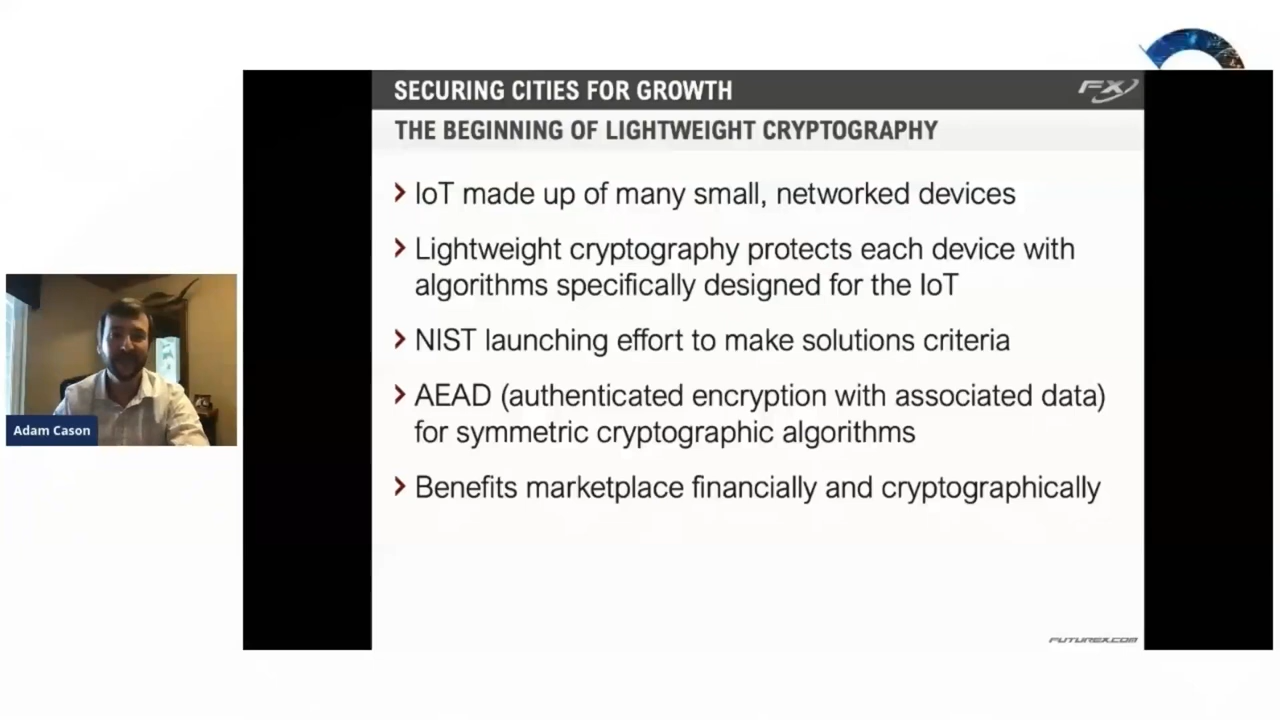 SECURING CITIES FOR GROWTH
FX
THE BEGINNING OF LIGHTWEIGHT CRYPTOGRAPHY
› IoT made up of many small, networked devices
› Lightweight cryptography protects each device with
algorithms specifically designed for the IoT
› NIST launching effort to make solutions criteria
› AEAD (authenticated encryption with associated data)
for symmetric cryptographic algorithms
› Benefits marketplace financially and cryptographically
Adam Cason
FUTUREX.COM